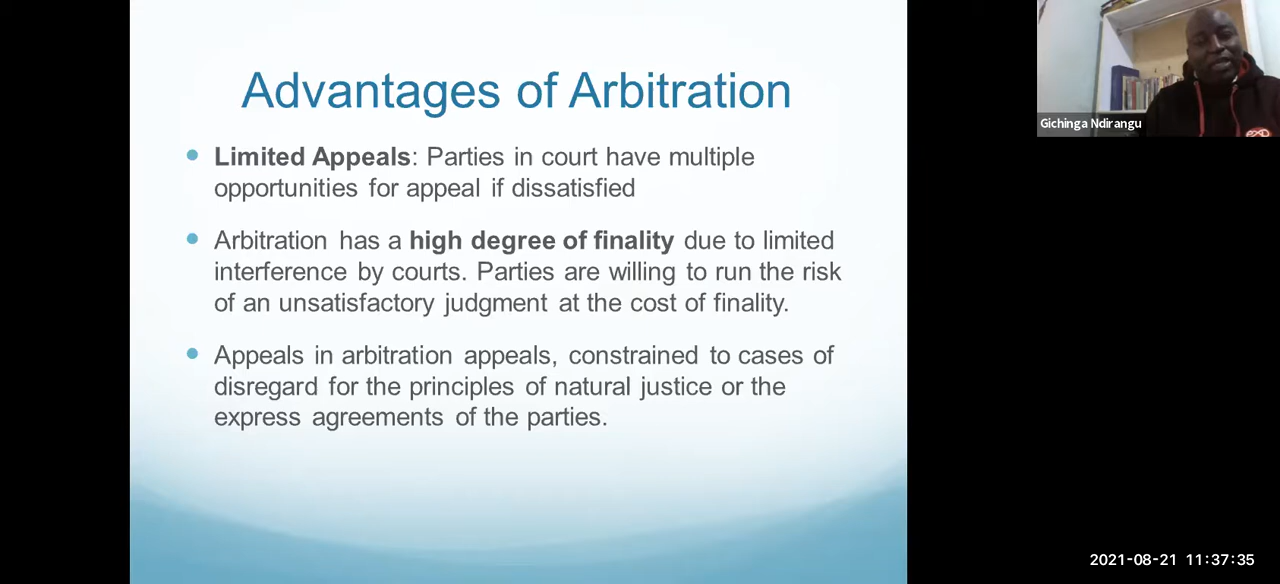 Advantages of Arbitration
Limited Appeals: Parties in court have multiple
opportunities for appeal if dissatisfied
Arbitration has a high degree of finality due to limited
interference by courts. Parties are willing to run the risk
of an unsatisfactory judgment at the cost of finality.
Appeals in arbitration appeals, constrained to cases of
disregard for the principles of natural justice or the
express agreements of the parties.
Gichinga Ndirangu
2021-08-21 11:37:35